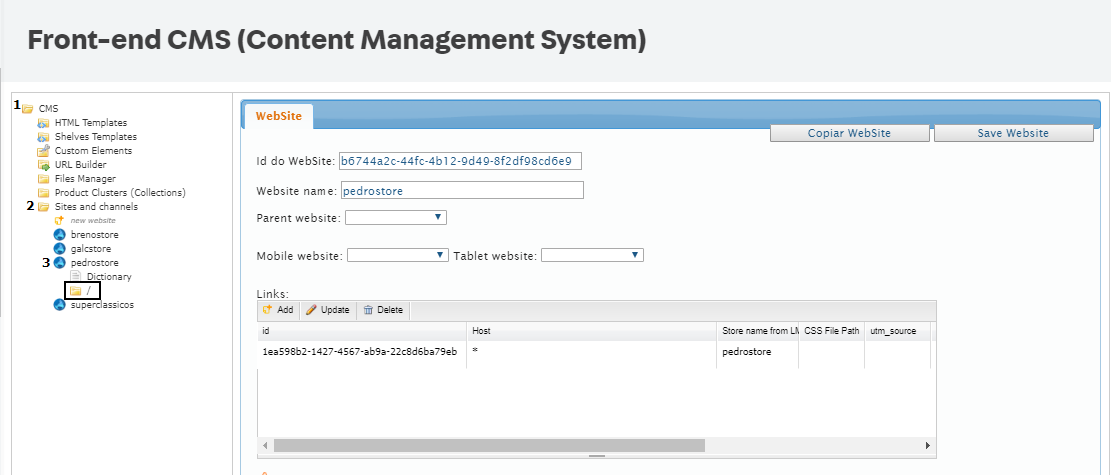 Front-end CMS (Content Management System)
1 CMS
HTML Templates
Shelves Templates
Custom Elements
URL Builder
Files Manager
Product Clusters (Collections)
2 Sites and channels
new website
brenostore
galcstore
3 pedrostore
Dictionary
/
superclassicos
WebSite
Copiar WebSite Save Website
Id do WebSite: b6744a2c-44fc-4b12-9d49-8f2df98cd6e9
Website name: pedrostore
Parent website:
Mobile website: Tablet website:
Links:
Add Update Delete
id Host Store name from LM CSS File Path utm_source
1ea598b2-1427-4567-ab9a-22c8d6ba79eb * pedrostore